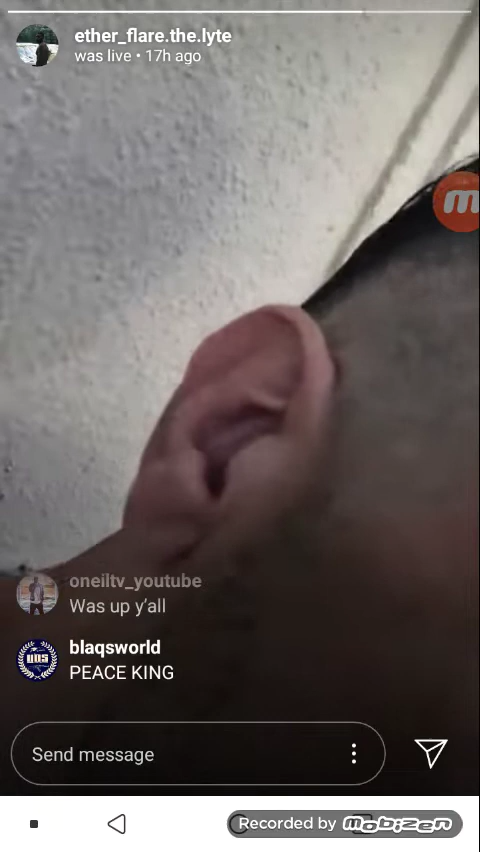 ether_flare.the.lyte
was live • 17h ago
oneiltv_youtube
Was up y'all
blaqsworld
PEACE KING
Send message
Recorded by mobizen